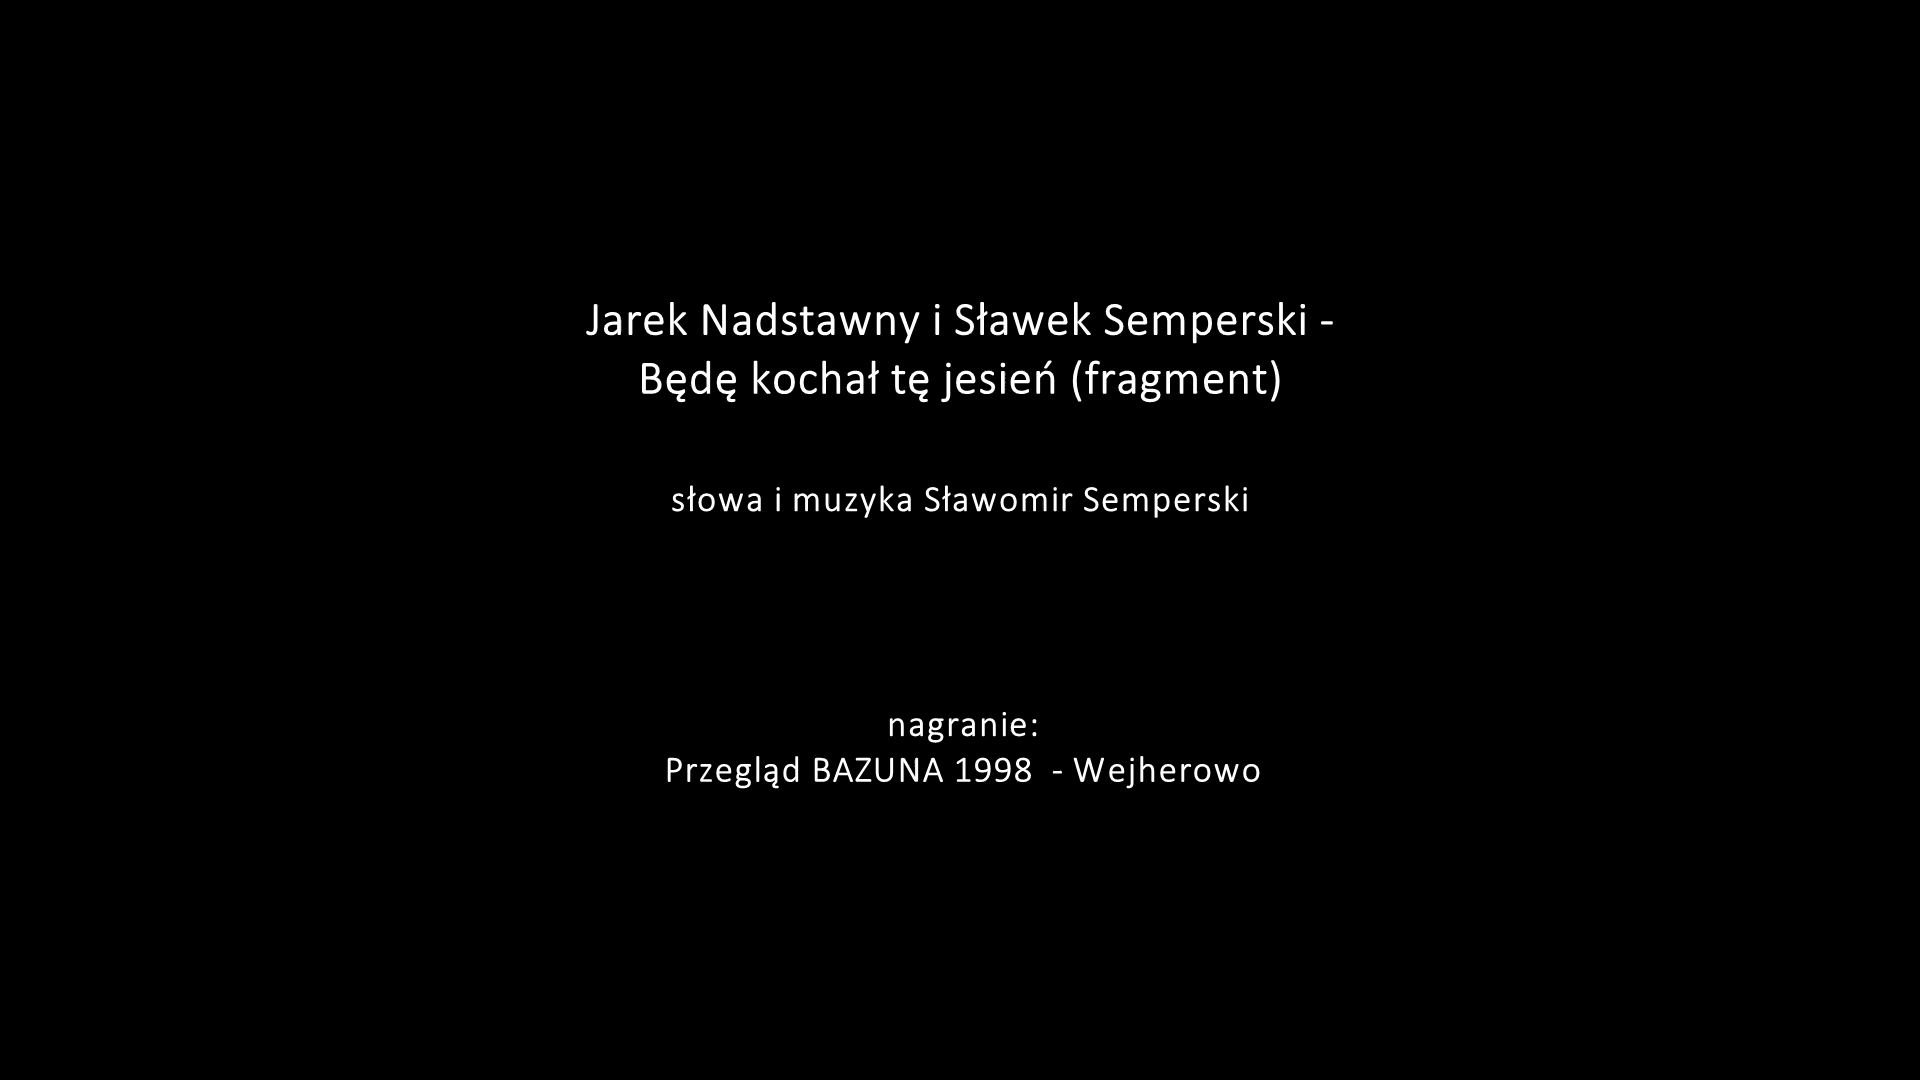 Jarek Nadstawny i Sławek Semperski -
Będę kochał tę jesień (fragment)
słowa i muzyka Sławomir Semperski
nagranie:
Przegląd BAZUNA 1998  - Wejherowo